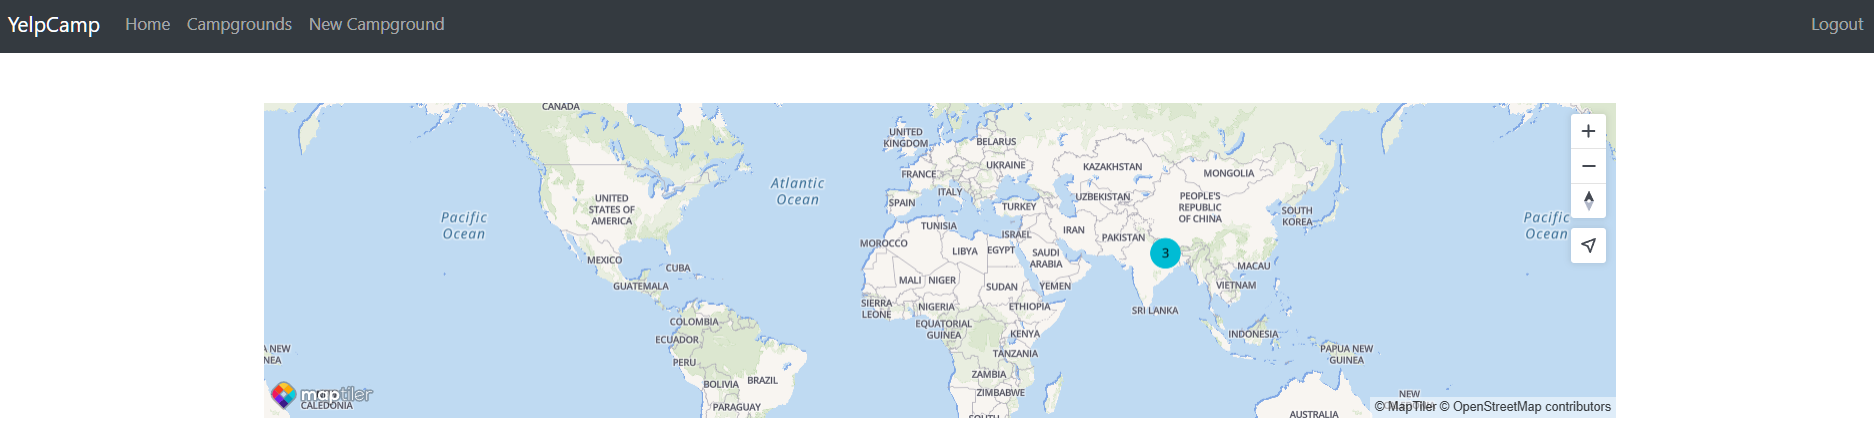 YelpCamp Home Campgrounds New Campground Logout
CANADA
UNITED
KINGDOM
BELARUS
UKRAINE
KAZAKHSTAN
MONGOLIA
FRANCE
ITALY
UZBEKISTAN
Atlantic
Ocean
SPAIN
TURKEY
PEOPLE'S
REPUBLIC
OF CHINA
UNITED
STATES OF
AMERICA
SOUTH
KOREA
Pacific
Ocean
Pacific
Ocean
TUNISIA
ISRAEL
IRAN
PAKISTAN
MOROCCO
LIBYA
EGYPT
SAUDI
ARABIA
3
MEXICO
CUBA
MACAU
GUATEMALA
MALI
NIGER
SUDAN
YEMEN
VIETNAM
SIERRA
LEONE
NIGERIA
ETHIOPIA
SRI LANKA
COLOMBIA
EQUATORIAL
GUINEA
KENYA
INDONESIA
ECUADOR
A NEW
NEA
PERU
TANZANIA
PAPUA NEW
GUINEA
BOLIVIA
BRAZIL
ZAMBIA
ZIMBABWE
maptiler
CALEDONIA
PARAGUAY
SOUTH
AUSTRALIA
NEW
© MapTiler © OpenStreetMap contributors